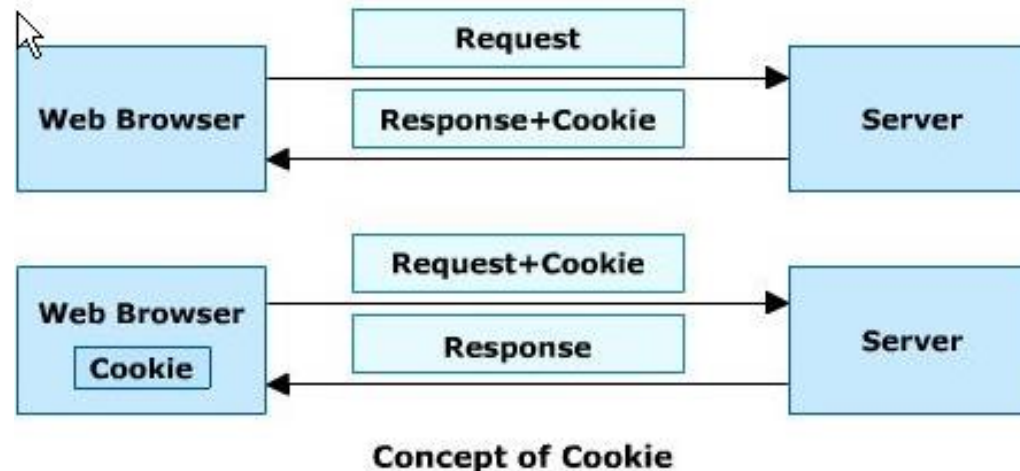 Request
Web Browser
Response+Cookie
Server
Request+Cookie
Web Browser
Cookie
Response
Server
Concept of Cookie